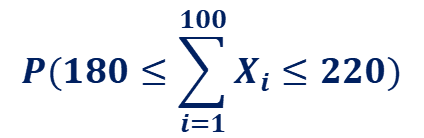 P(180 ≤ ∑_{i=1}^{100} X_i ≤ 220)